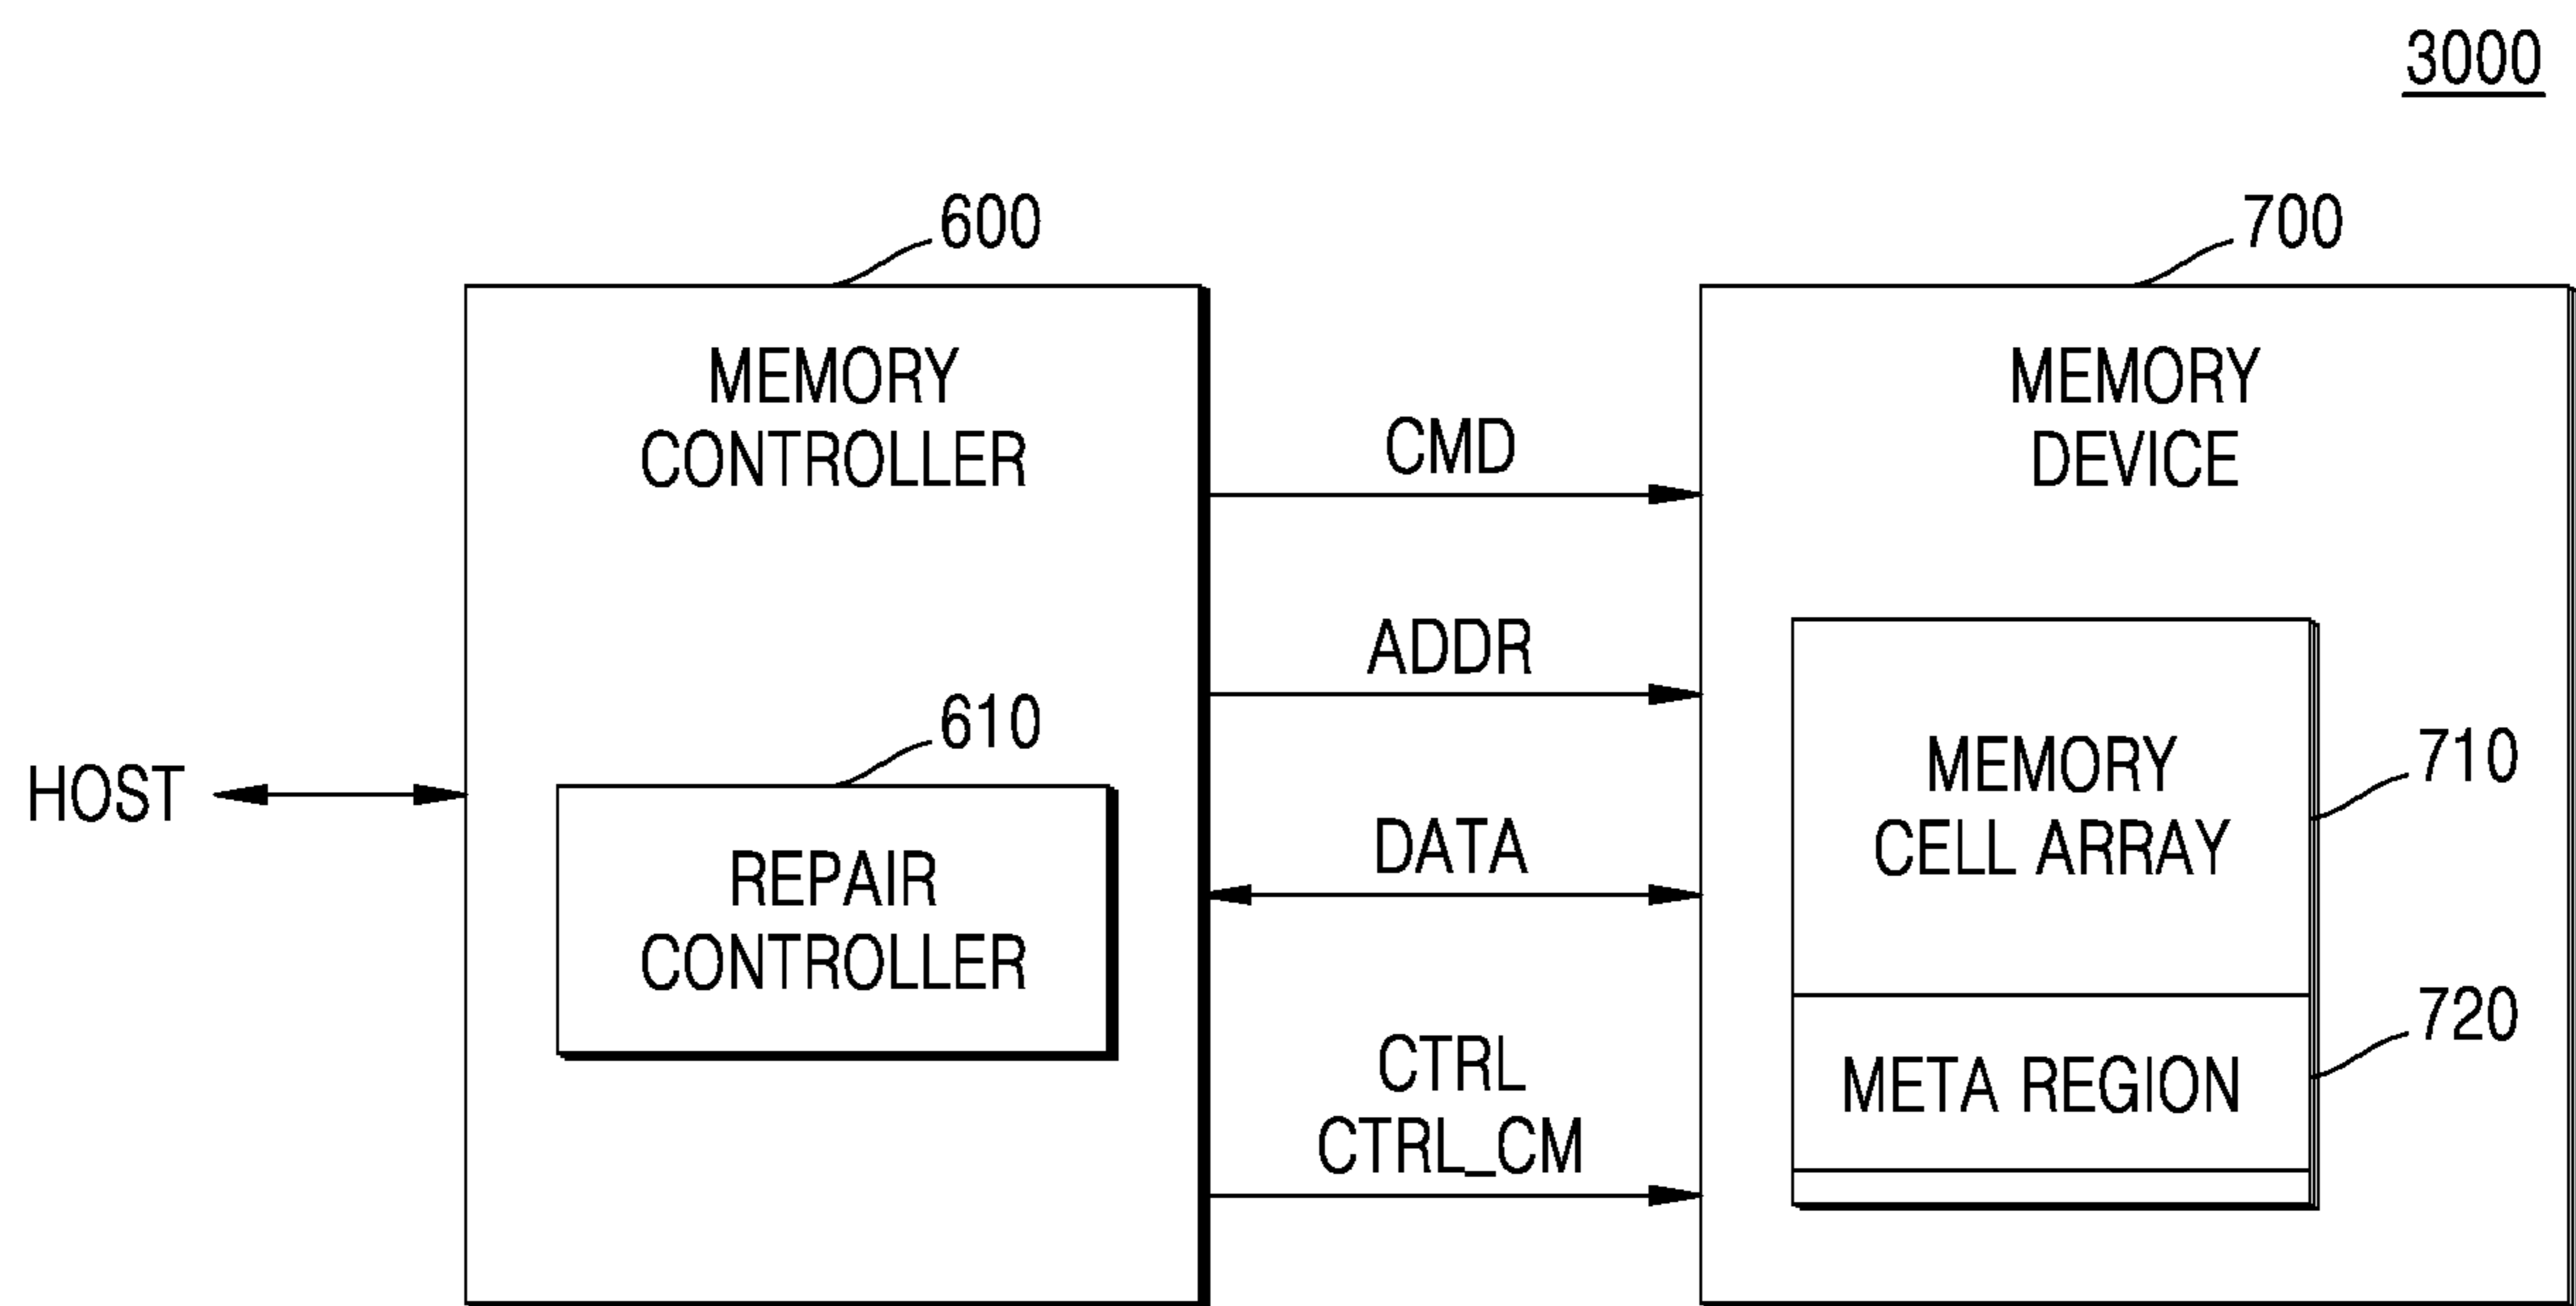 3000
600
700
MEMORY
CONTROLLER
MEMORY
DEVICE
CMD
ADDR
610
HOST
REPAIR
CONTROLLER
DATA
MEMORY
CELL ARRAY
710
720
META REGION
CTRL
CTRL_CM